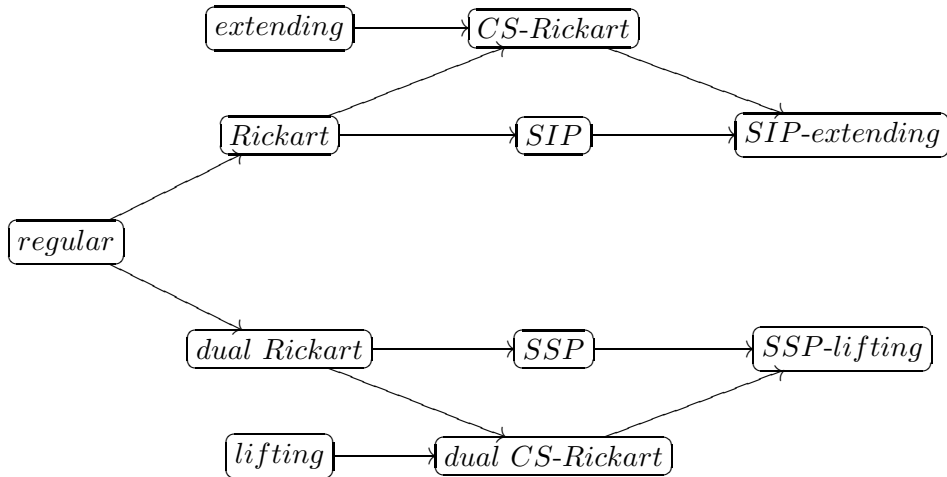 extending CS-Rickart
Rickart SIP SIP-extending
regular
dual Rickart SSP SSP-lifting
lifting dual CS-Rickart